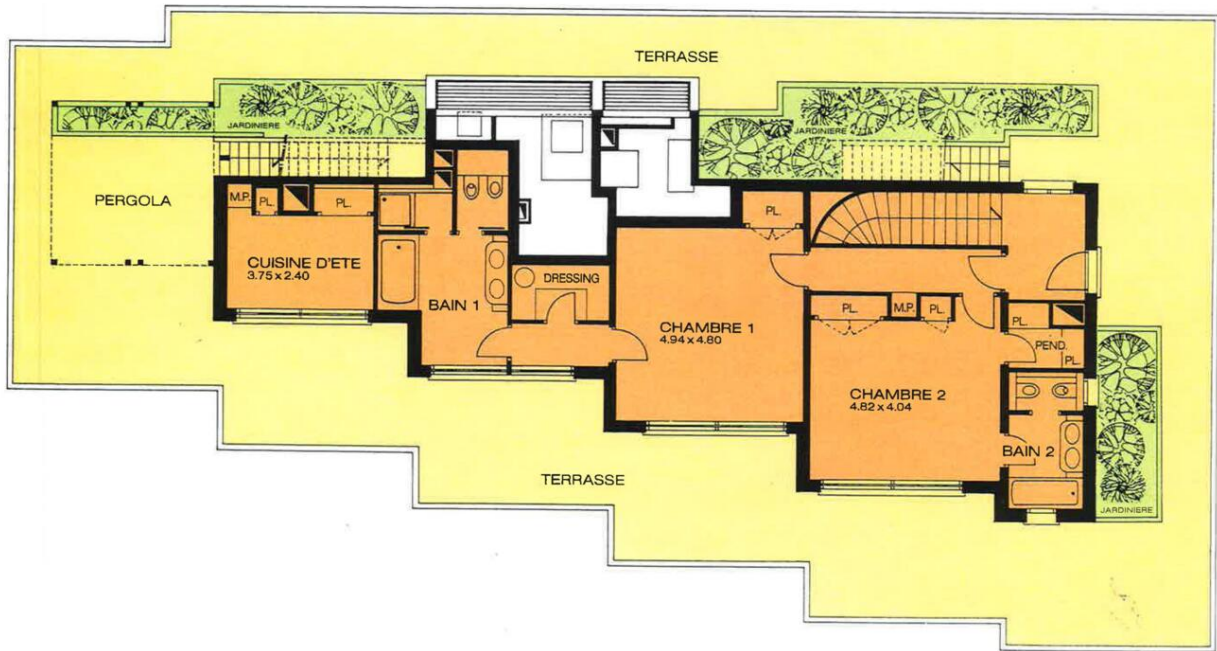 TERRASSE
JARDINIERE
JARDINIERE
PERGOLA
M.P.
PL.
PL.
PL.
CUISINE D'ETE
3.75 x 2.40
BAIN 1
DRESSING
CHAMBRE 1
4.94 x 4.80
PL.
M.P.
PL.
PL.
PEND.
PL.
CHAMBRE 2
4.82 x 4.04
BAIN 2
TERRASSE
JARDINIERE